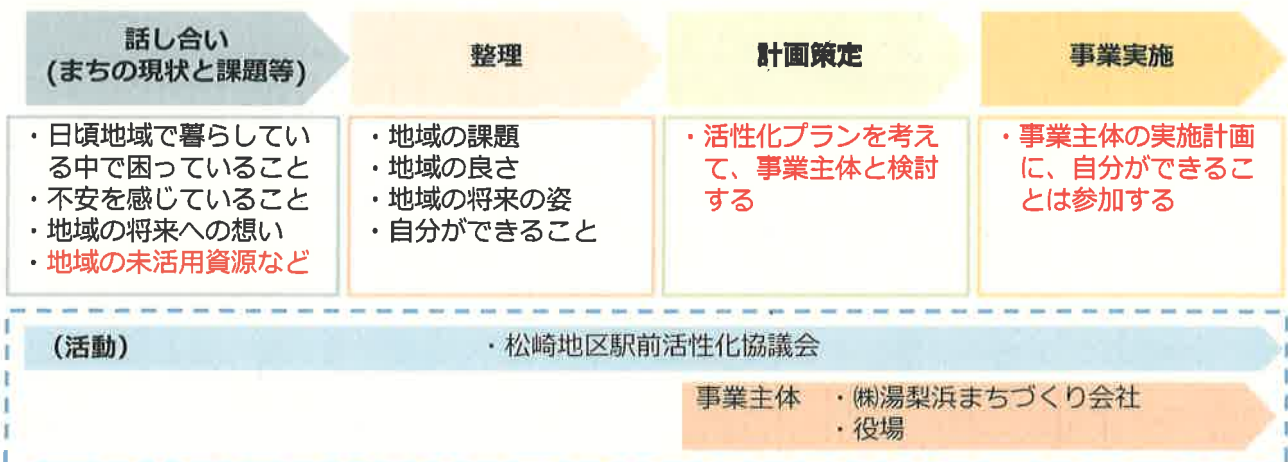 話し合い
(まちの現状と課題等)
整理
計画策定
事業実施
・日頃地域で暮らしてい
る中で困っていること
・不安を感じていること
・地域の将来への想い
・地域の未活用資源など
・地域の課題
・地域の良さ
・地域の将来の姿
・自分ができること
・活性化プランを考え
て、事業主体と検討
する
・事業主体の実施計画
に、自分ができるこ
とは参加する
(活動)
・松崎地区駅前活性化協議会
事業主体 ・㈱湯梨浜まちづくり会社
・役場